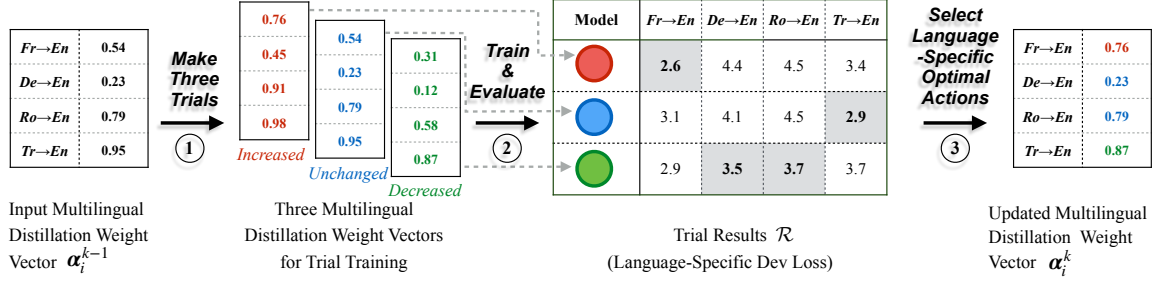 Fr→En 0.54
De→En 0.23
Ro→En 0.79
Tr→En 0.95
Input Multilingual
Distillation Weight
Vector α_i^{k−1}
Make
Three
Trials
1
0.76
0.45
0.91
0.98
Increased
0.54
0.23
0.79
0.95
Unchanged
0.31
0.12
0.58
0.87
Decreased
Three Multilingual
Distillation Weight Vectors
for Trial Training
Train
&
Evaluate
2
Model Fr→En De→En Ro→En Tr→En
2.6 4.4 4.5 3.4
3.1 4.1 4.5 2.9
2.9 3.5 3.7 3.7
Trial Results R
(Language-Specific Dev Loss)
Select
Language
-Specific
Optimal
Actions
3
Fr→En 0.76
De→En 0.23
Ro→En 0.79
Tr→En 0.87
Updated Multilingual
Distillation Weight
Vector α_i^k